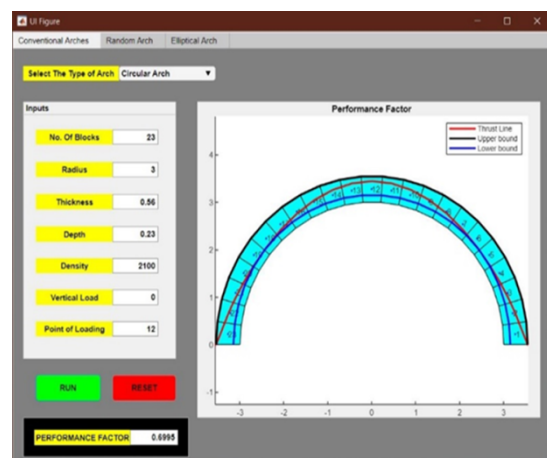 UI Figure
Conventional Arches Random Arch Elliptical Arch
Select The Type of Arch Circular Arch
Inputs
No. Of Blocks 23
Radius 3
Thickness 0.56
Depth 0.23
Density 2100
Vertical Load 0
Point of Loading 12
RUN RESET
PERFORMANCE FACTOR 0.6995
Performance Factor
Thrust Line
Upper bound
Lower bound
4
3
2
1
0
-1
-3 -2 -1 0 1 2 3